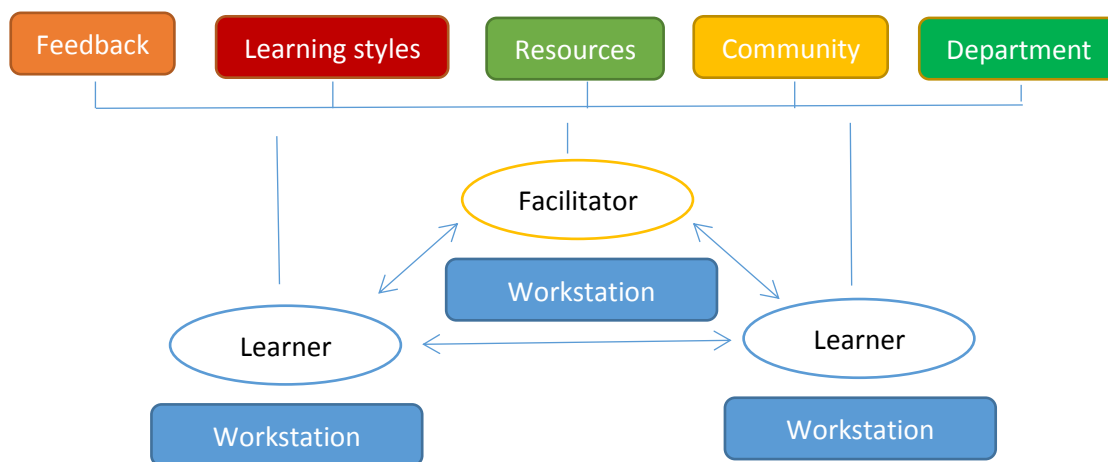 Feedback
Learning styles
Resources
Community
Department
Facilitator
Workstation
Learner
Learner
Workstation
Workstation